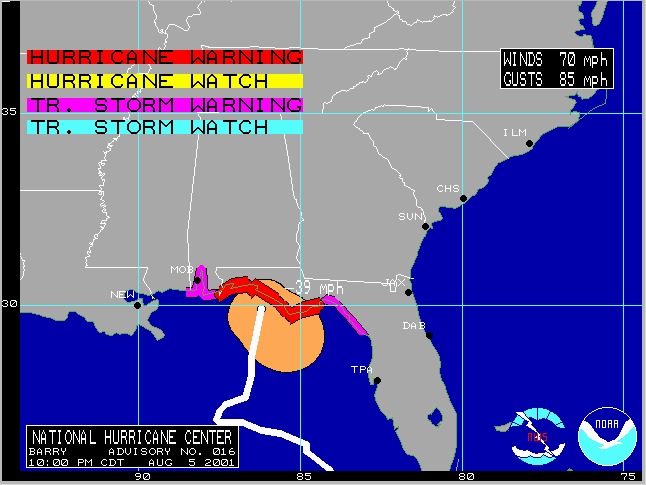 HURRICANE WARNING
HURRICANE WATCH
TR. STORM WARNING
TR. STORM WATCH
WINDS 70 mph
GUSTS 85 mph
35
ILM
CHS
SUN
MOB
39 mph
JAX
NEW
30
DAB
TPA
NATIONAL HURRICANE CENTER
BARRY ADVISORY NO. 016
10:00 PM CDT AUG 5 2001
NWS
NOAA
90
85
80
75